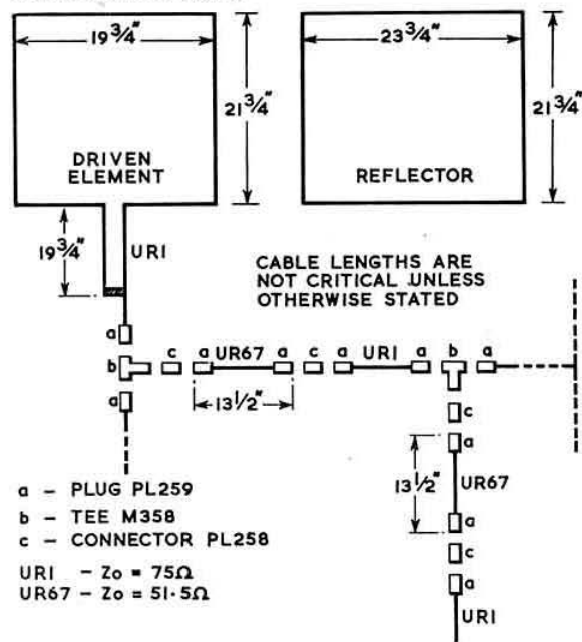 19¾"
23¾"
21¾"
21¾"
DRIVEN
ELEMENT
REFLECTOR
19¾"
URI
CABLE LENGTHS ARE
NOT CRITICAL UNLESS
OTHERWISE STATED
a
b
a
c
a
UR67
a
c
a
URI
a
b
a
13½"
c
a
13½"
UR67
a
c
a
URI
a – PLUG PL259
b – TEE M358
c – CONNECTOR PL258
URI – Zo = 75Ω
UR67 – Zo = 51·5Ω